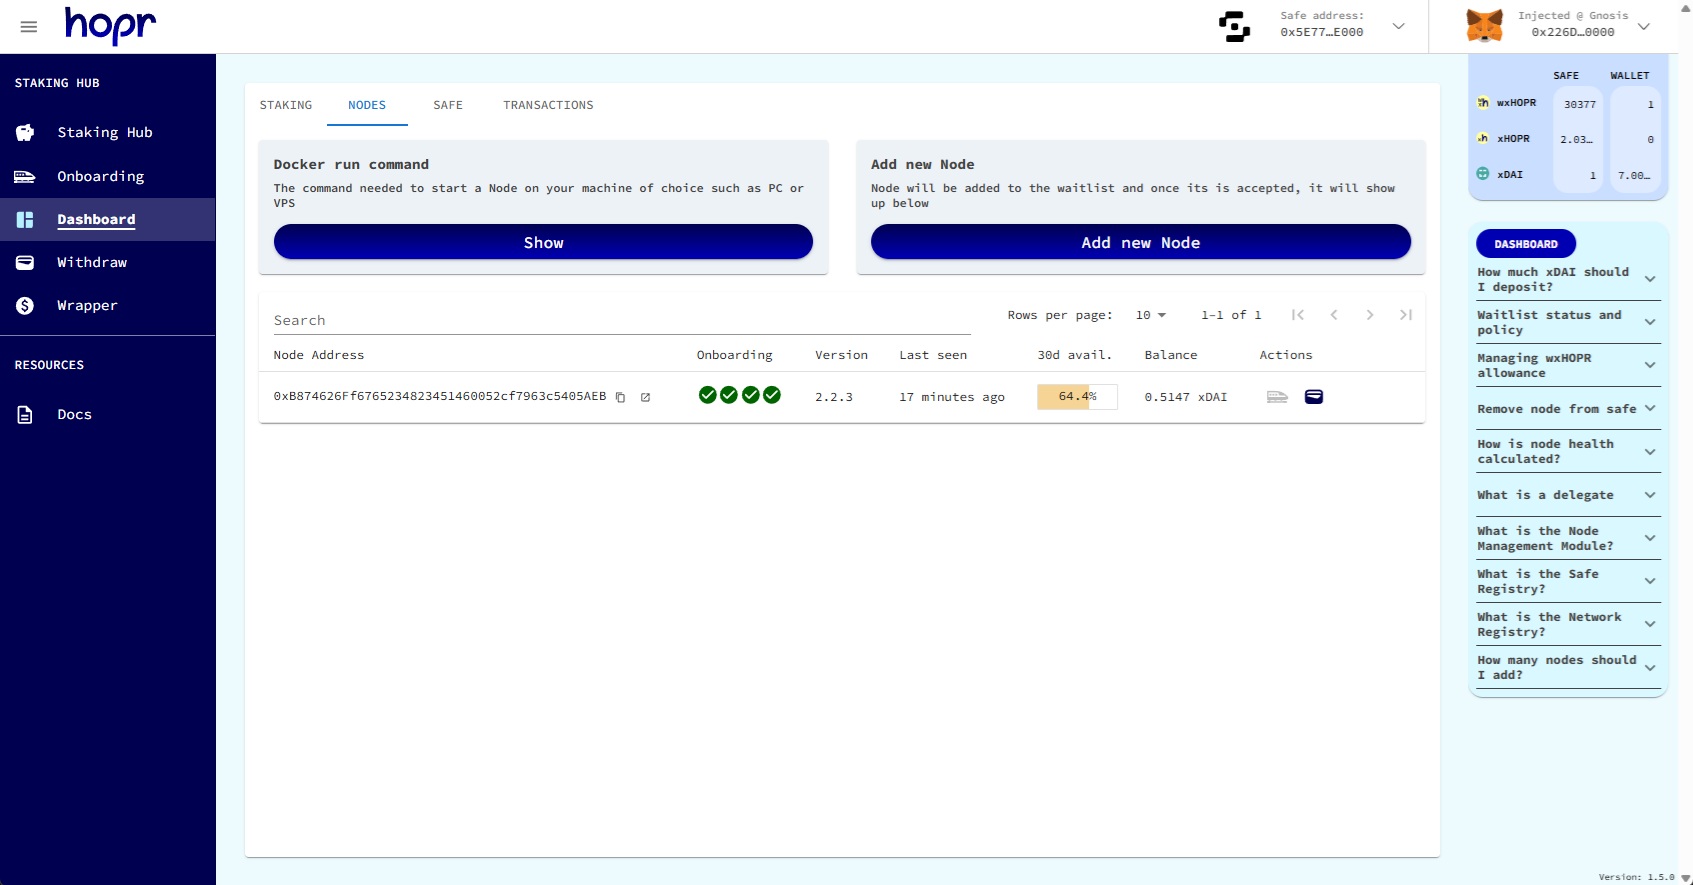 hopr
Safe address:
0x5E77…E000
Injected @ Gnosis
0x226D…0000
STAKING HUB
Staking Hub
Onboarding
Dashboard
Withdraw
Wrapper
RESOURCES
Docs
STAKING
NODES
SAFE
TRANSACTIONS
Docker run command
The command needed to start a Node on your machine of choice such as PC or
VPS
Show
Add new Node
Node will be added to the waitlist and once its is accepted, it will show
up below
Add new Node
Search
Rows per page: 10 1-1 of 1
Node Address Onboarding Version Last seen 30d avail. Balance Actions
0xB874626Ff6765234823451460052cf7963c5405AEB 2.2.3 17 minutes ago 64.4% 0.5147 xDAI
SAFE WALLET
wxHOPR 30377 1
xHOPR 2.03… 0
xDAI 1 7.00…
DASHBOARD
How much xDAI should
I deposit?
Waitlist status and
policy
Managing wxHOPR
allowance
Remove node from safe
How is node health
calculated?
What is a delegate
What is the Node
Management Module?
What is the Safe
Registry?
What is the Network
Registry?
How many nodes should
I add?
Version: 1.5.0